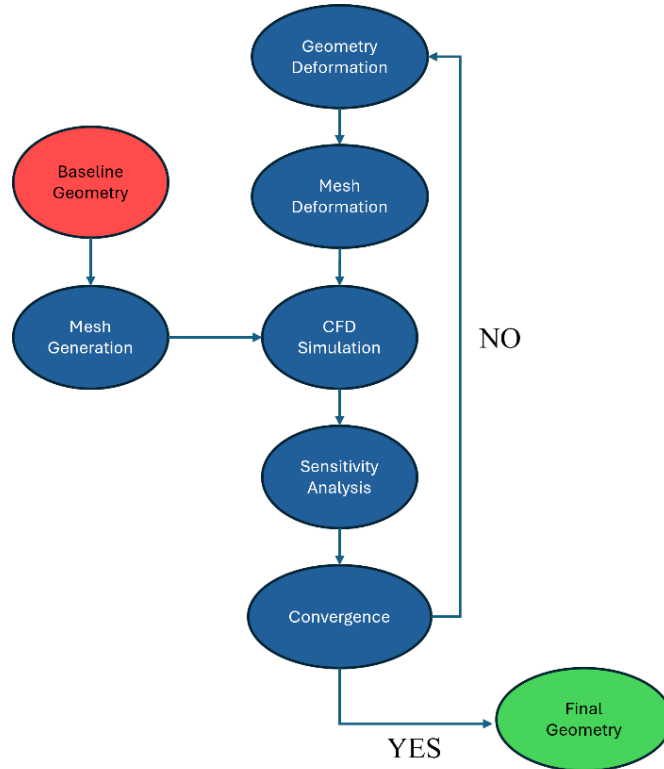 Geometry
Deformation
Baseline
Geometry
Mesh
Deformation
Mesh
Generation
CFD
Simulation
NO
Sensitivity
Analysis
Convergence
Final
Geometry
YES